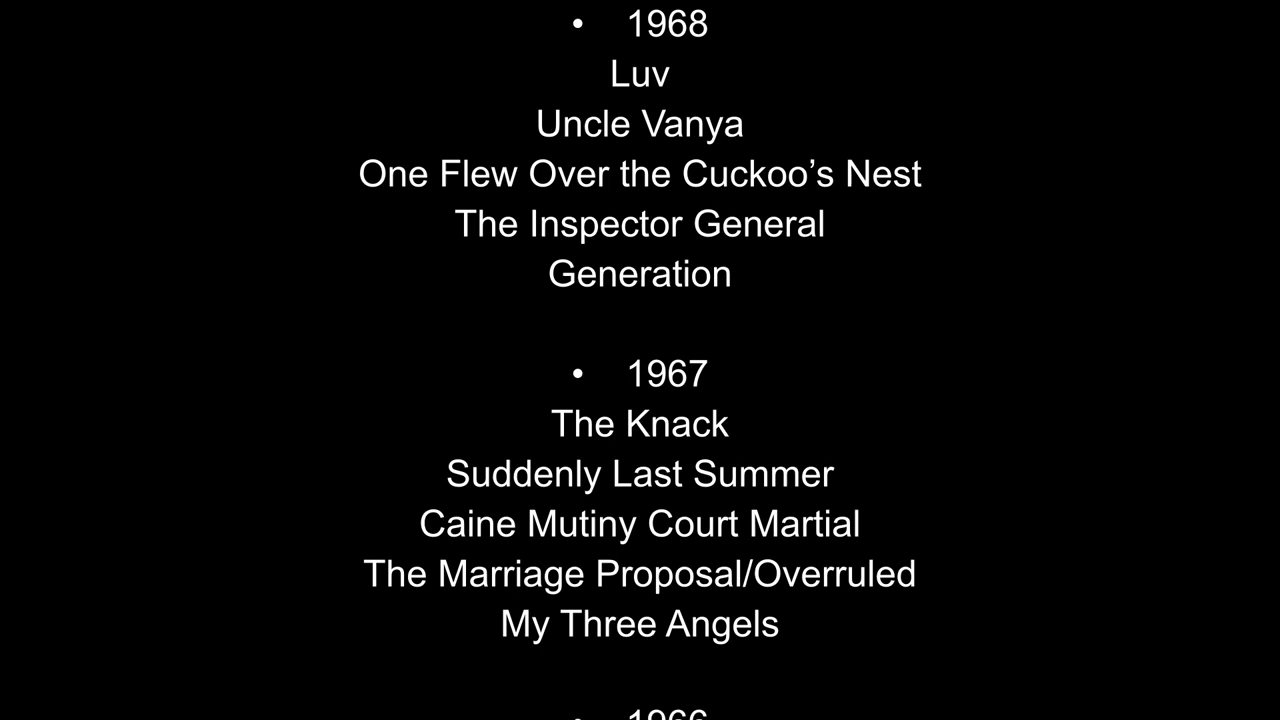 • 1968
Luv
Uncle Vanya
One Flew Over the Cuckoo’s Nest
The Inspector General
Generation
• 1967
The Knack
Suddenly Last Summer
Caine Mutiny Court Martial
The Marriage Proposal/Overruled
My Three Angels
• 1966